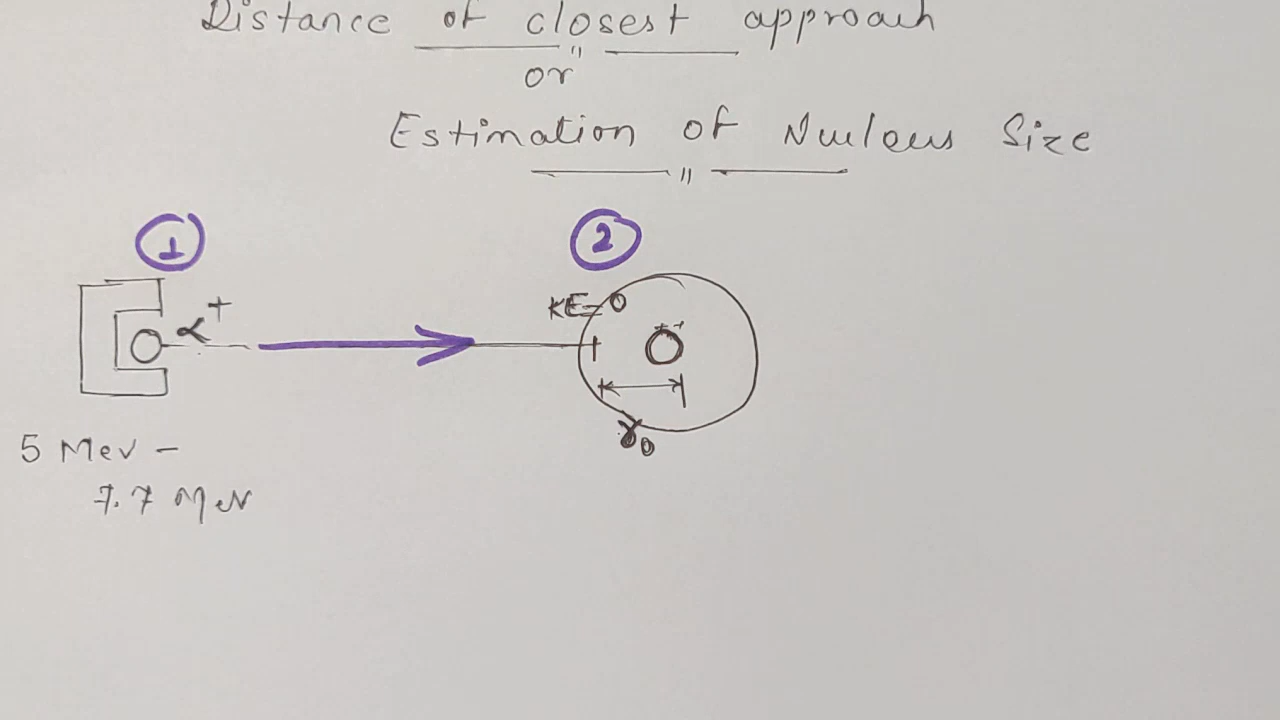 Distance of closest approach
"
or
Estimation of Nucleus Size
"
1
2
α+
KE=0
++
r0
5 Mev -
7.7 Mev